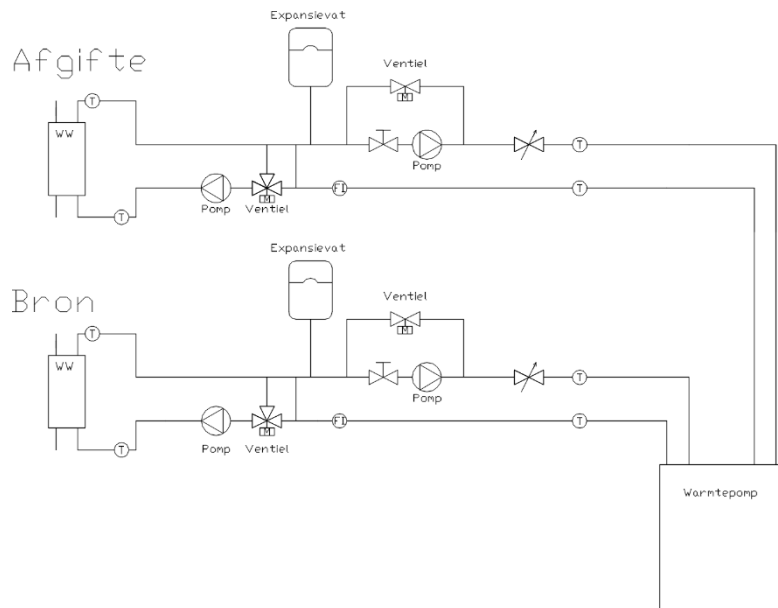 Expansievat
Afgifte
Ventiel
M
T
WW
T
Pomp
M
FI
T
T
Pomp
Ventiel
Expansievat
Bron
Ventiel
M
T
WW
T
Pomp
M
FI
T
T
Pomp
Ventiel
Warmtepomp